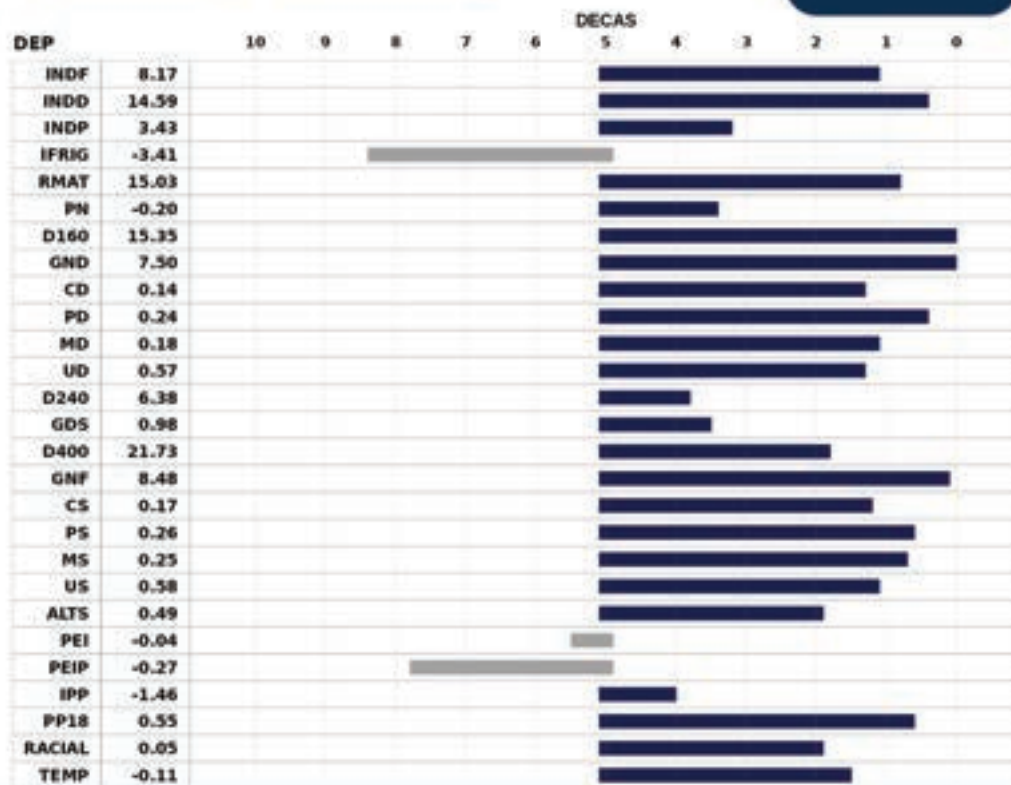 DECAS
DEP 10 9 8 7 6 5 4 3 2 1 0
INDF 8.17
INDD 14.59
INDP 3.43
IFRIG -3.41
RMAT 15.03
PN -0.20
D160 15.35
GND 7.50
CD 0.14
PD 0.24
MD 0.18
UD 0.57
D240 6.38
GDS 0.98
D400 21.73
GNF 8.48
CS 0.17
PS 0.26
MS 0.25
US 0.58
ALTS 0.49
PEI -0.04
PEIP -0.27
IPP -1.46
PP18 0.55
RACIAL 0.05
TEMP -0.11